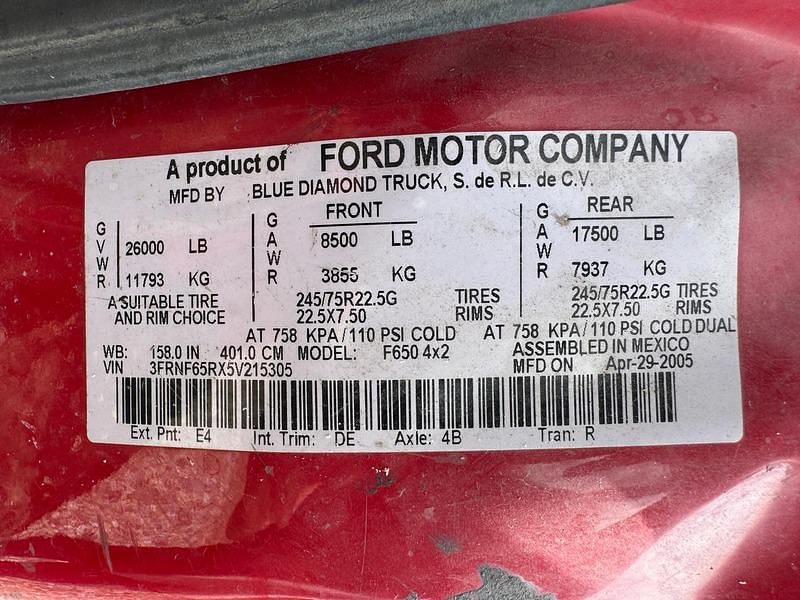 A product of FORD MOTOR COMPANY
MFD BY BLUE DIAMOND TRUCK, S. de R.L. de C.V.
GVWR 26000 LB
11793 KG
GAWR FRONT
8500 LB
3855 KG
GAWR REAR
17500 LB
7937 KG
A SUITABLE TIRE 245/75R22.5G TIRES 245/75R22.5G TIRES
AND RIM CHOICE 22.5X7.50 RIMS 22.5X7.50 RIMS
AT 758 KPA/110 PSI COLD AT 758 KPA/110 PSI COLD DUAL
WB: 158.0 IN 401.0 CM MODEL: F650 4x2 ASSEMBLED IN MEXICO
VIN 3FRNF65RX5V215305 MFD ON Apr-29-2005
Ext. Pnt: E4 Int. Trim: DE Axle: 4B Tran: R